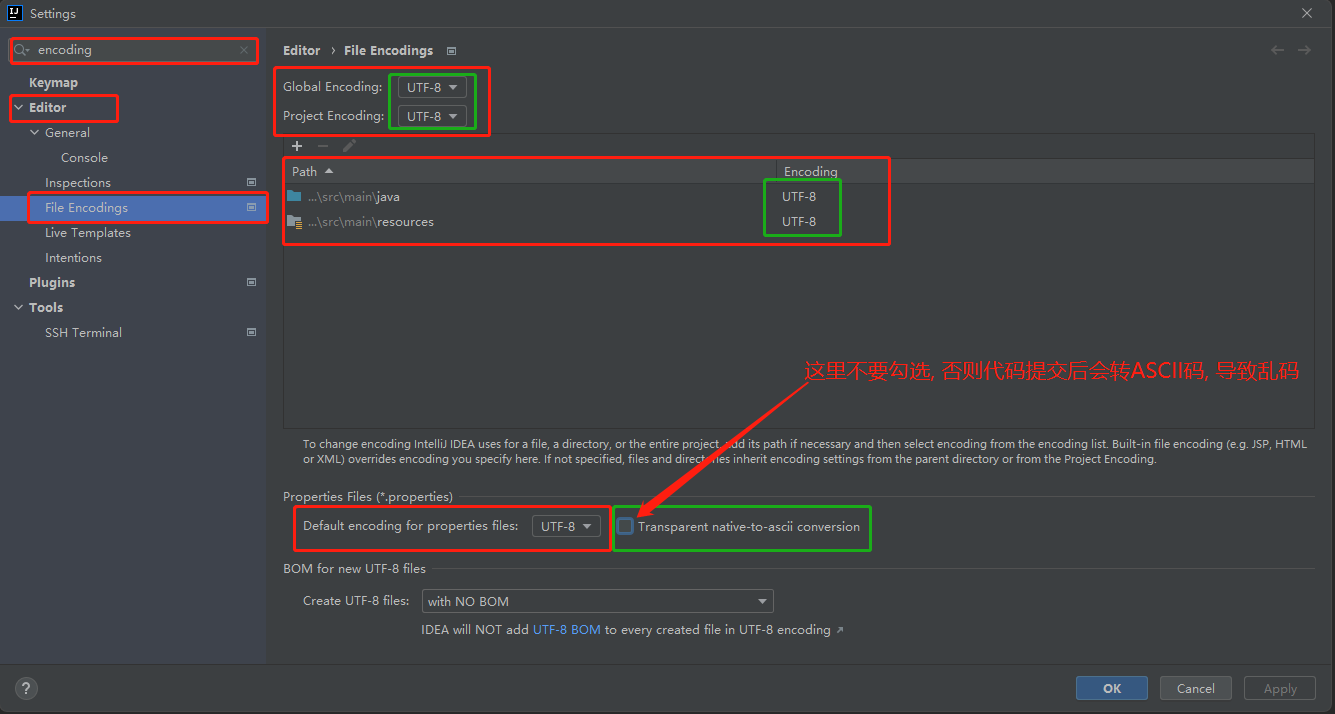 IJ Settings
encoding
Keymap
Editor
General
Console
Inspections
File Encodings
Live Templates
Intentions
Plugins
Tools
SSH Terminal
Editor › File Encodings
Global Encoding: UTF-8
Project Encoding: UTF-8
Path Encoding
...\src\main\java UTF-8
...\src\main\resources UTF-8
这里不要勾选, 否则代码提交后会转ASCII码, 导致乱码
To change encoding IntelliJ IDEA uses for a file, a directory, or the entire project, add its path if necessary and then select encoding from the encoding list. Built-in file encoding (e.g. JSP, HTML
or XML) overrides encoding you specify here. If not specified, files and directories inherit encoding settings from the parent directory or from the Project Encoding.
Properties Files (*.properties)
Default encoding for properties files: UTF-8 Transparent native-to-ascii conversion
BOM for new UTF-8 files
Create UTF-8 files: with NO BOM
IDEA will NOT add UTF-8 BOM to every created file in UTF-8 encoding ↗
? OK Cancel Apply